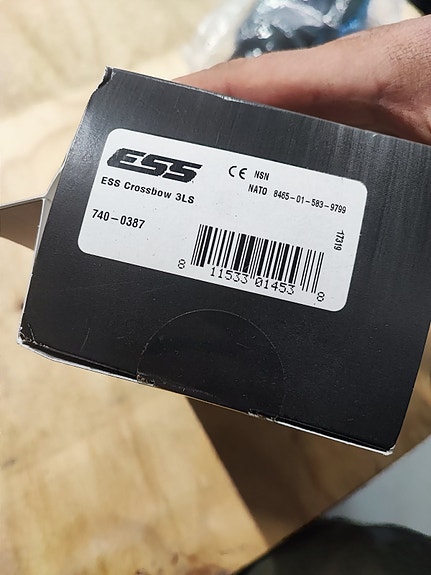 ESS
CE NSN
NATO 8465-01-583-9799
ESS Crossbow 3LS
740-0387
17319
8 11533 01453 8